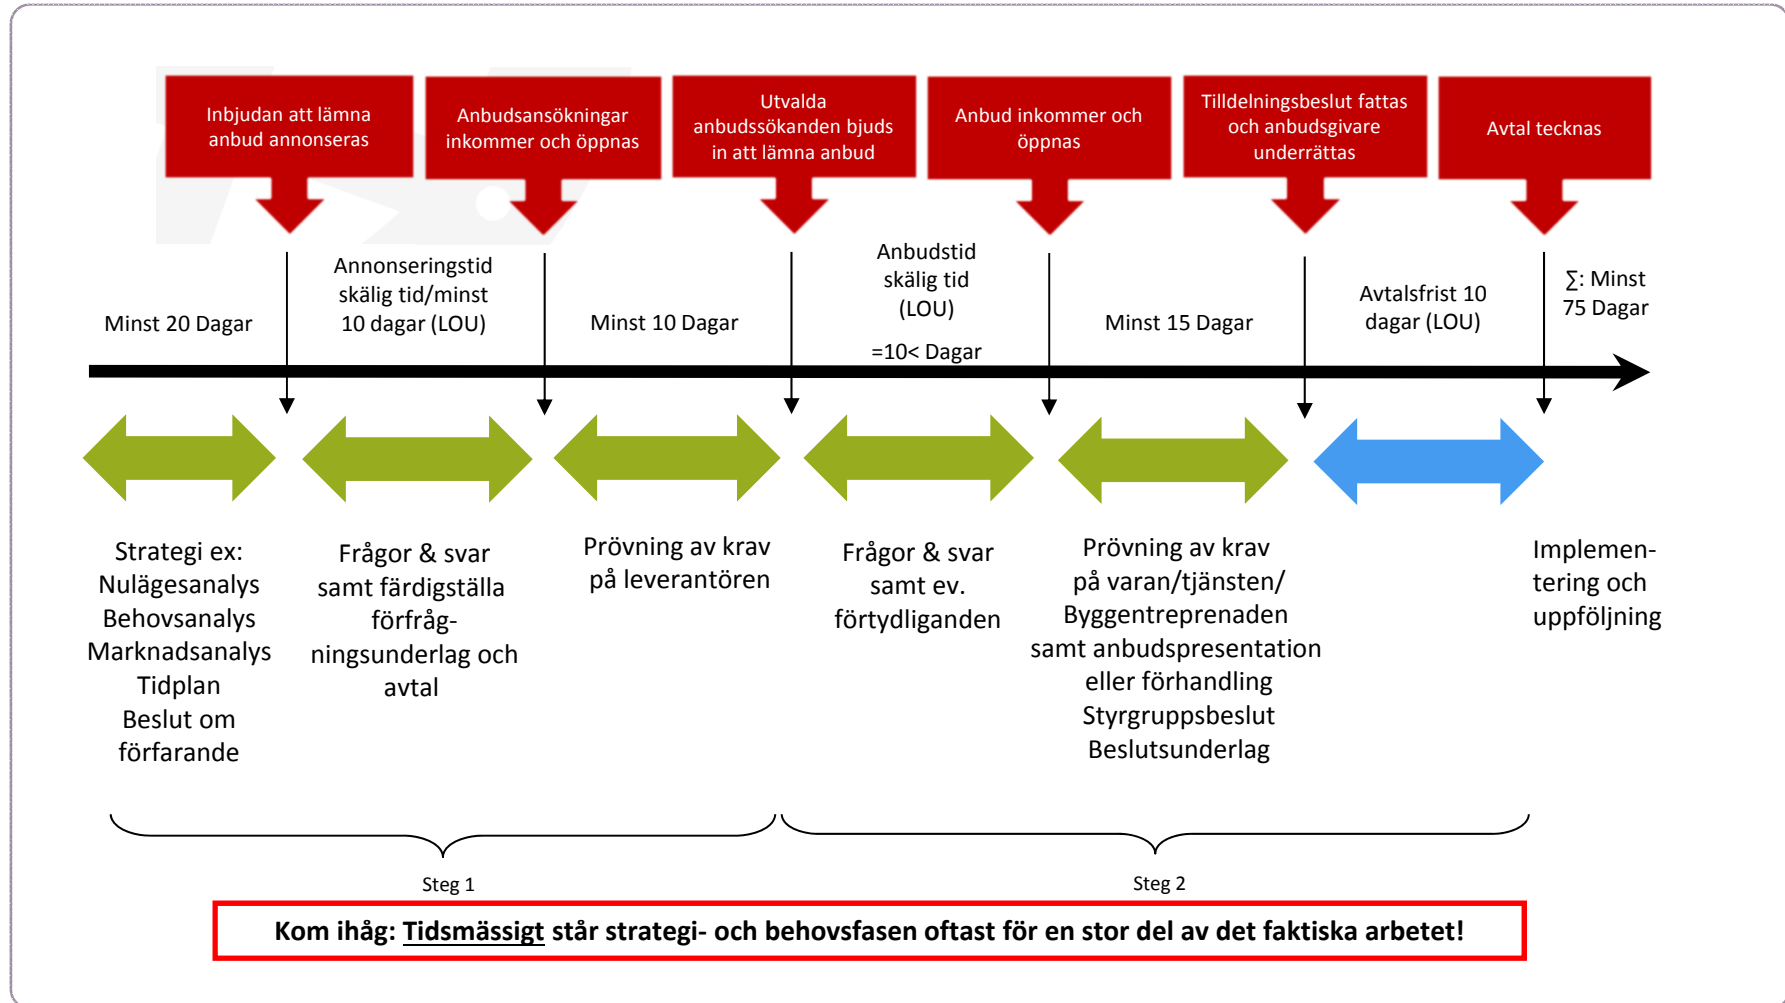 Inbjudan att lämna
anbud annonseras
Anbudsansökningar
inkommer och öppnas
Utvalda
anbudssökanden bjuds
in att lämna anbud
Anbud inkommer och
öppnas
Tilldelningsbeslut fattas
och anbudsgivare
underrättas
Avtal tecknas
Minst 20 Dagar
Annonseringstid
skälig tid/minst
10 dagar (LOU)
Minst 10 Dagar
Anbudstid
skälig tid
(LOU)
=10< Dagar
Minst 15 Dagar
Avtalsfrist 10
dagar (LOU)
∑: Minst
75 Dagar
Strategi ex:
Nulägesanalys
Behovsanalys
Marknadsanalys
Tidplan
Beslut om
förfarande
Frågor & svar
samt färdigställa
förfråg-
ningsunderlag och
avtal
Prövning av krav
på leverantören
Frågor & svar
samt ev.
förtydliganden
Prövning av krav
på varan/tjänsten/
Byggentreprenaden
samt anbudspresentation
eller förhandling
Styrgruppsbeslut
Beslutsunderlag
Implemen-
tering och
uppföljning
Steg 1
Steg 2
Kom ihåg: Tidsmässigt står strategi- och behovsfasen oftast för en stor del av det faktiska arbetet!